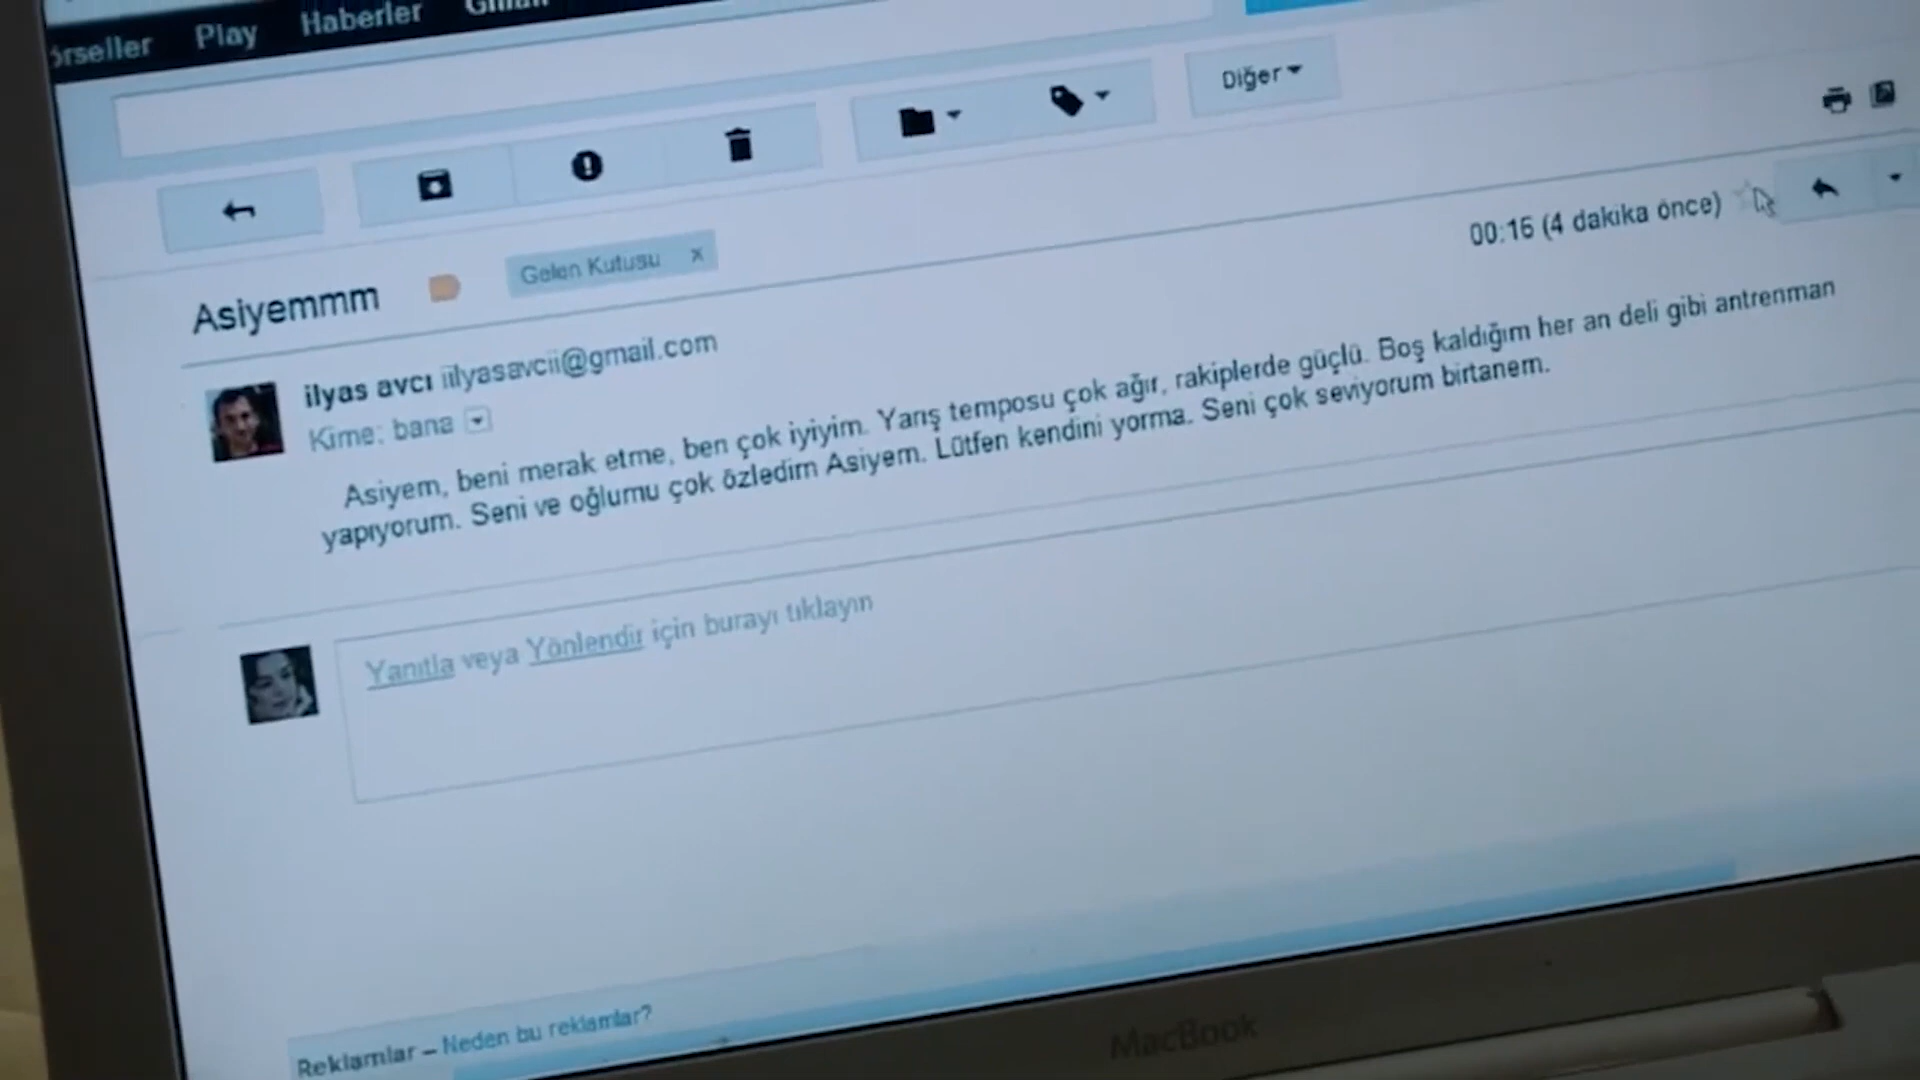 Play Haberler
Diğer
Asiyemmm Gelen Kutusu x
00:16 (4 dakika önce)
ilyas avcı iilyasavcii@gmail.com
Kime: bana
Asiyem, beni merak etme, ben çok iyiyim. Yarış temposu çok ağır, rakiplerde güçlü. Boş kaldığım her an deli gibi antrenman
yapıyorum. Seni ve oğlumu çok özledim Asiyem. Lütfen kendini yorma. Seni çok seviyorum birtanem.
Yanıtla veya Yönlendir için burayı tıklayın
Reklamlar – Neden bu reklamlar?
MacBook